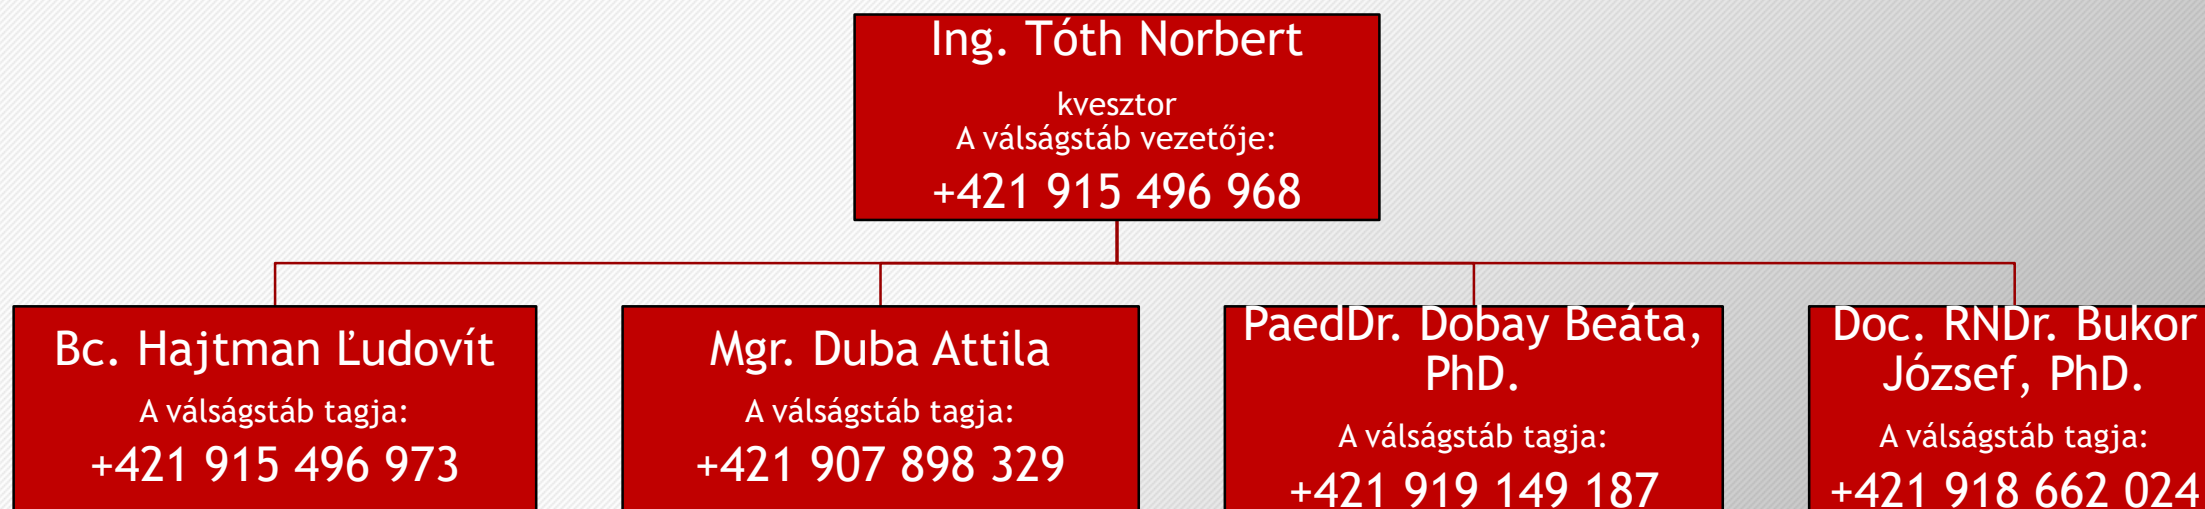 Ing. Tóth Norbert
kvesztor
A válságstáb vezetője:
+421 915 496 968
Bc. Hajtman Ľudovít
A válságstáb tagja:
+421 915 496 973
Mgr. Duba Attila
A válságstáb tagja:
+421 907 898 329
PaedDr. Dobay Beáta,
PhD.
A válságstáb tagja:
+421 919 149 187
Doc. RNDr. Bukor
József, PhD.
A válságstáb tagja:
+421 918 662 024